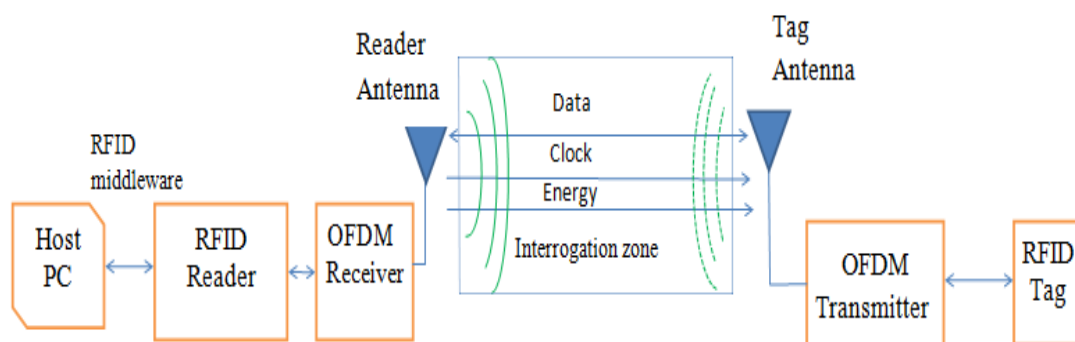 Reader
Antenna
Tag
Antenna
Data
Clock
Energy
Interrogation zone
RFID
middleware
Host
PC
RFID
Reader
OFDM
Receiver
OFDM
Transmitter
RFID
Tag